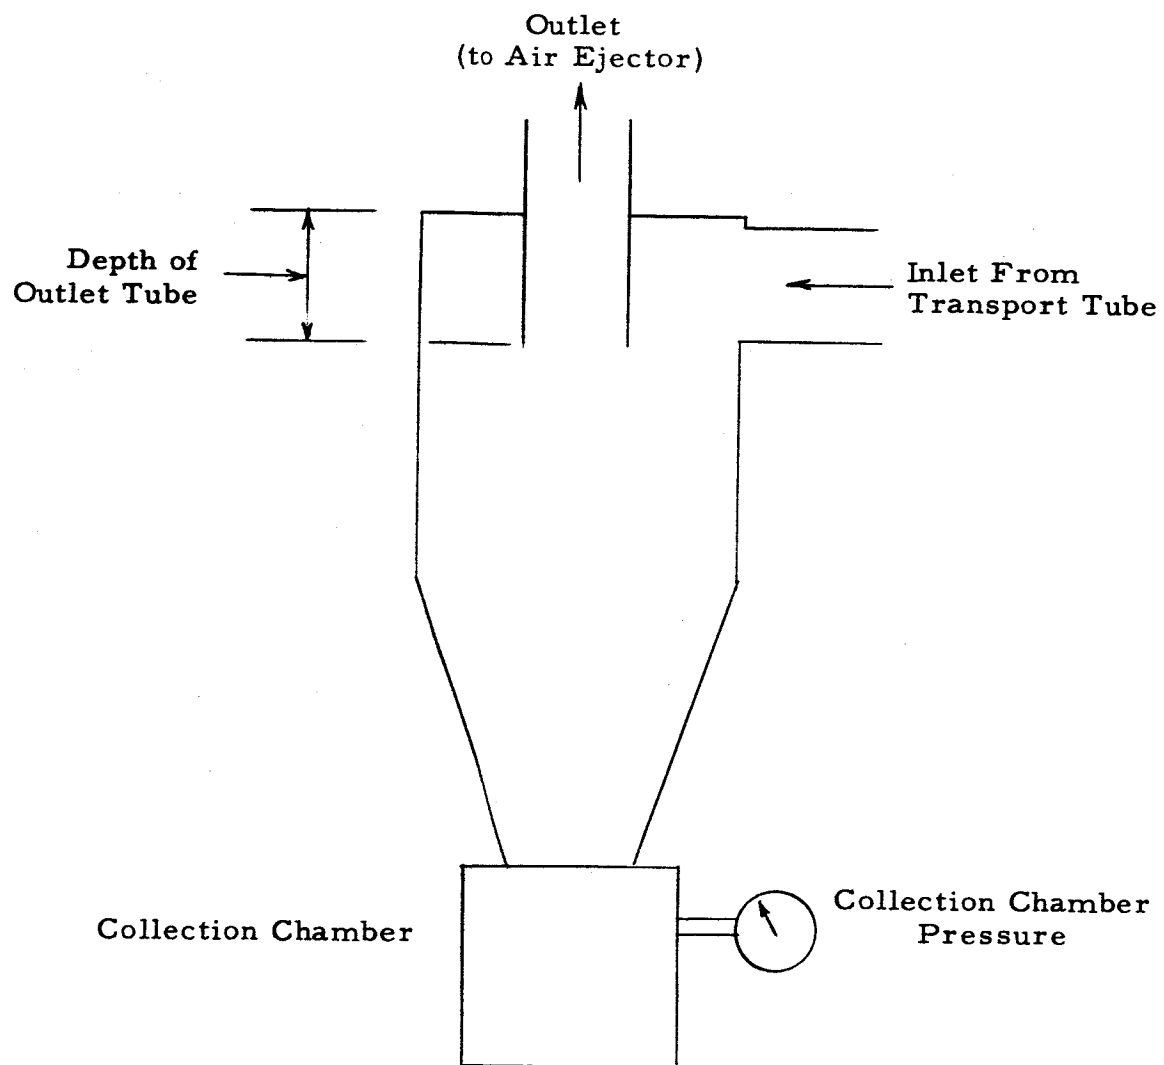 Outlet
(to Air Ejector)
Depth of
Outlet Tube
Inlet From
Transport Tube
Collection Chamber
Collection Chamber
Pressure